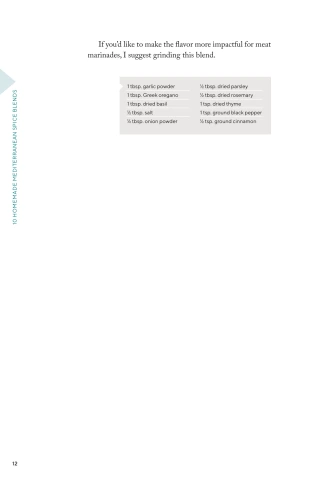 If you'd like to make the flavor more impactful for meat
marinades, I suggest grinding this blend.
1 tbsp. garlic powder
1 tbsp. Greek oregano
1 tbsp. dried basil
½ tbsp. salt
½ tbsp. onion powder
½ tbsp. dried parsley
½ tbsp. dried rosemary
1 tsp. dried thyme
1 tsp. ground black pepper
½ tsp. ground cinnamon
10 HOMEMADE MEDITERRANEAN SPICE BLENDS
12